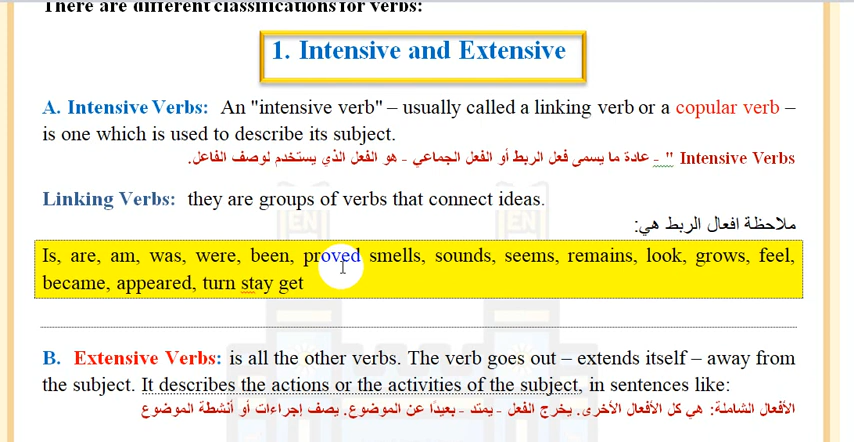 There are different classifications for verbs:
1. Intensive and Extensive
A. Intensive Verbs: An "intensive verb" – usually called a linking verb or a copular verb –
is one which is used to describe its subject.
Intensive Verbs " - عادة ما يسمى فعل الربط أو الفعل الجماعي - هو الفعل الذي يستخدم لوصف الفاعل.
Linking Verbs: they are groups of verbs that connect ideas.
ملاحظة افعال الربط هي:
Is, are, am, was, were, been, proved smells, sounds, seems, remains, look, grows, feel,
became, appeared, turn stay get
B. Extensive Verbs: is all the other verbs. The verb goes out – extends itself – away from
the subject. It describes the actions or the activities of the subject, in sentences like:
الأفعال الشاملة: هي كل الأفعال الأخرى. يخرج الفعل - يمتد - بعيدًا عن الموضوع. يصف إجراءات أو أنشطة الموضوع
EN EN